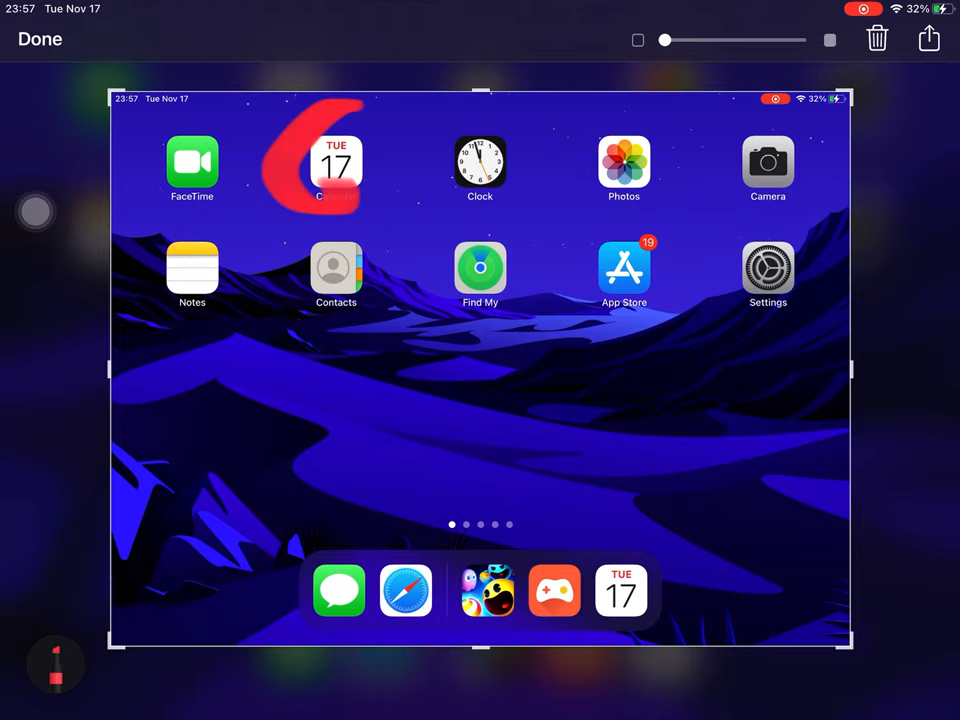 23:57 Tue Nov 17 32%
Done
23:57 Tue Nov 17 32%
TUE
17
FaceTime Clock Photos Camera
19
Notes Contacts Find My App Store Settings
TUE
17